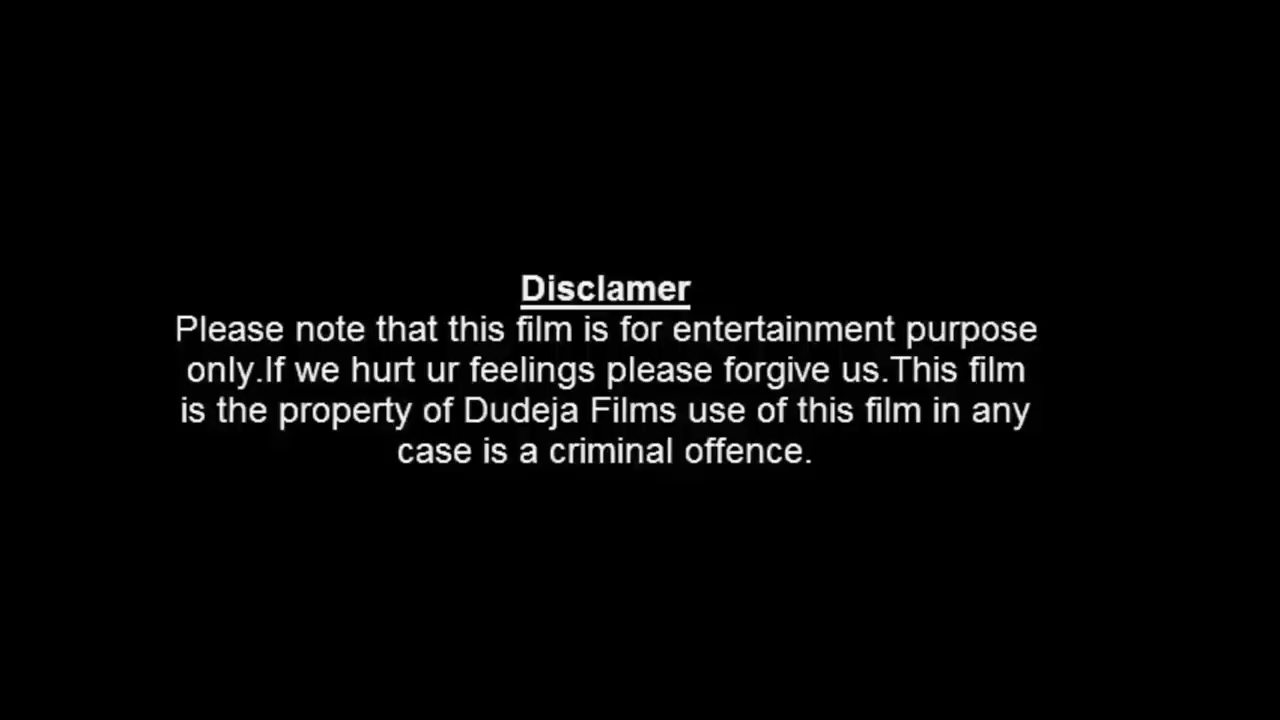 Disclamer
Please note that this film is for entertainment purpose
only.If we hurt ur feelings please forgive us.This film
is the property of Dudeja Films use of this film in any
case is a criminal offence.